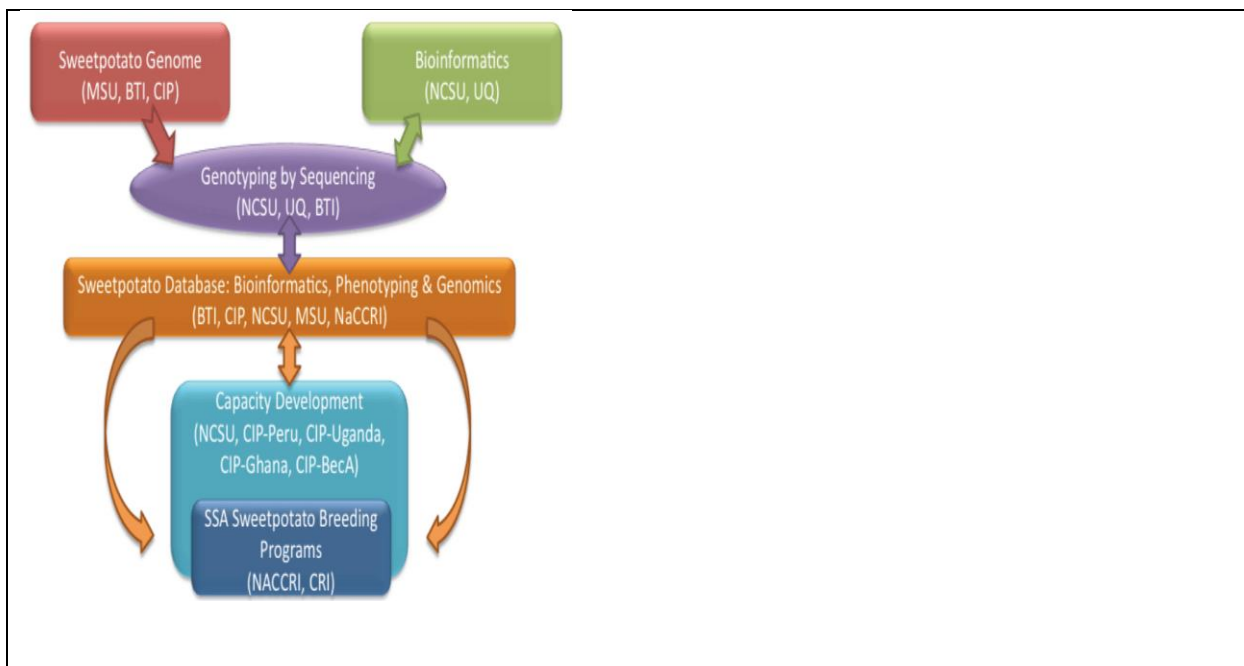 Sweetpotato Genome
(MSU, BTI, CIP)
Bioinformatics
(NCSU, UQ)
Genotyping by Sequencing
(NCSU, UQ, BTI)
Sweetpotato Database: Bioinformatics, Phenotyping & Genomics
(BTI, CIP, NCSU, MSU, NaCCRI)
Capacity Development
(NCSU, CIP-Peru, CIP-Uganda,
CIP-Ghana, CIP-BecA)
SSA Sweetpotato Breeding
Programs
(NACCRI, CRI)